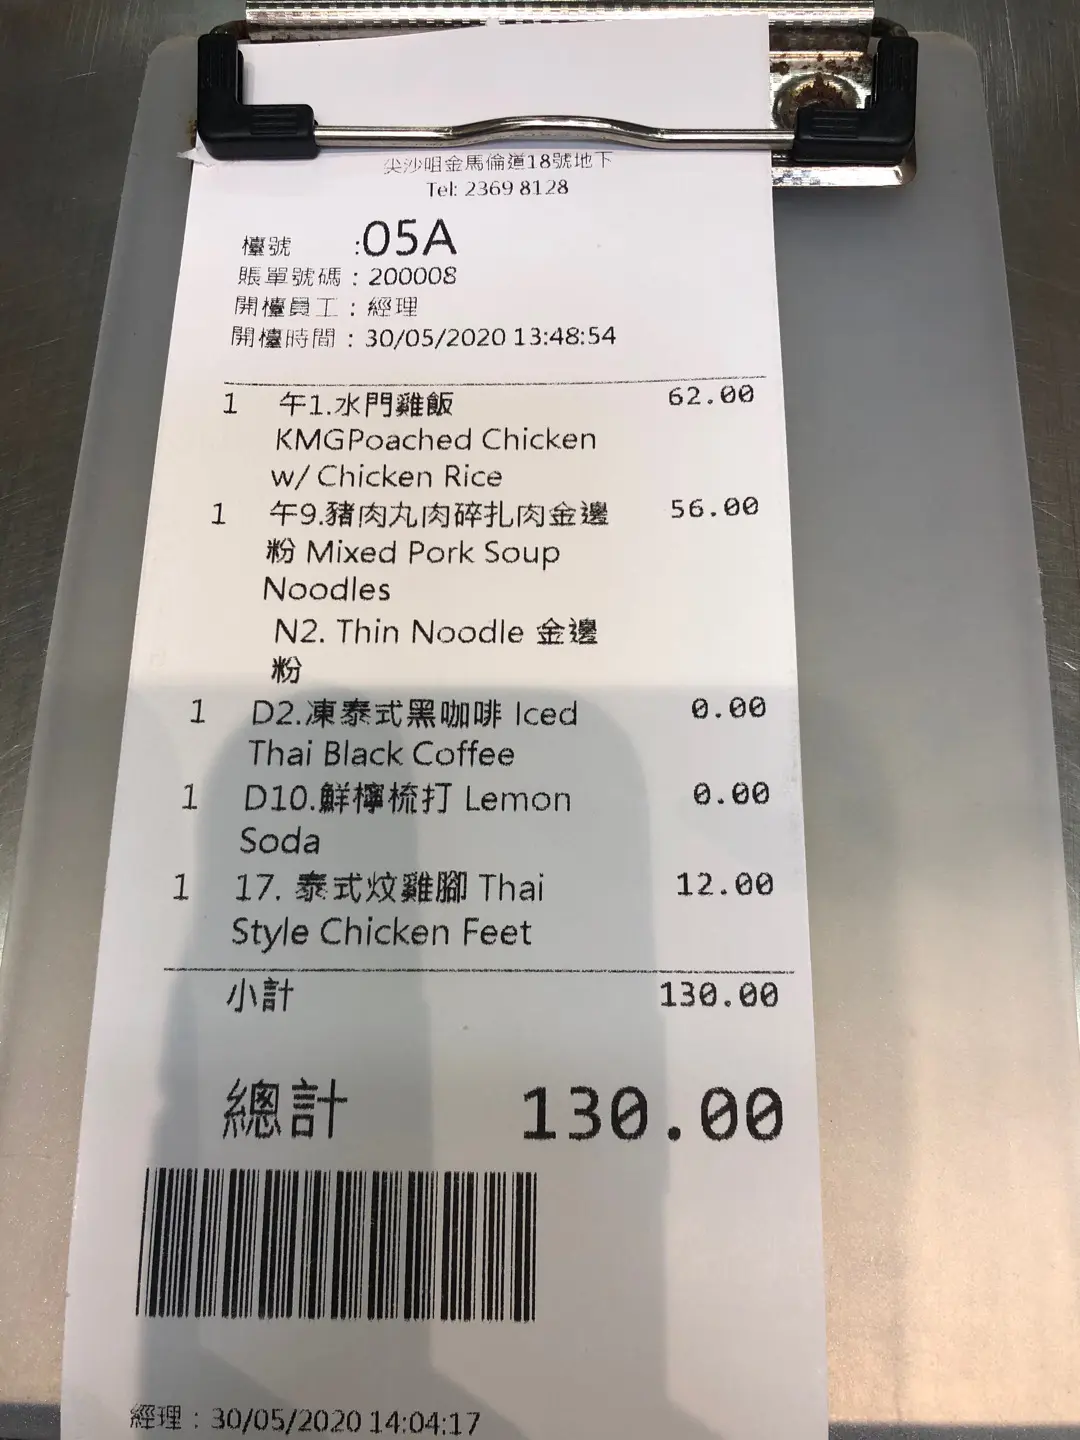 尖沙咀金馬倫道18號地下
Tel: 2369 8128
檯號 :05A
賬單號碼 : 200008
開檯員工 : 經理
開檯時間 : 30/05/2020 13:48:54
1 午1.水門雞飯 62.00
KMGPoached Chicken
w/ Chicken Rice
1 午9.豬肉丸肉碎扎肉金邊 56.00
粉 Mixed Pork Soup
Noodles
N2. Thin Noodle 金邊
粉
1 D2.凍泰式黑咖啡 Iced 0.00
Thai Black Coffee
1 D10.鮮檸梳打 Lemon 0.00
Soda
1 17. 泰式炆雞腳 Thai 12.00
Style Chicken Feet
小計 130.00
總計 130.00
經理 : 30/05/2020 14:04:17